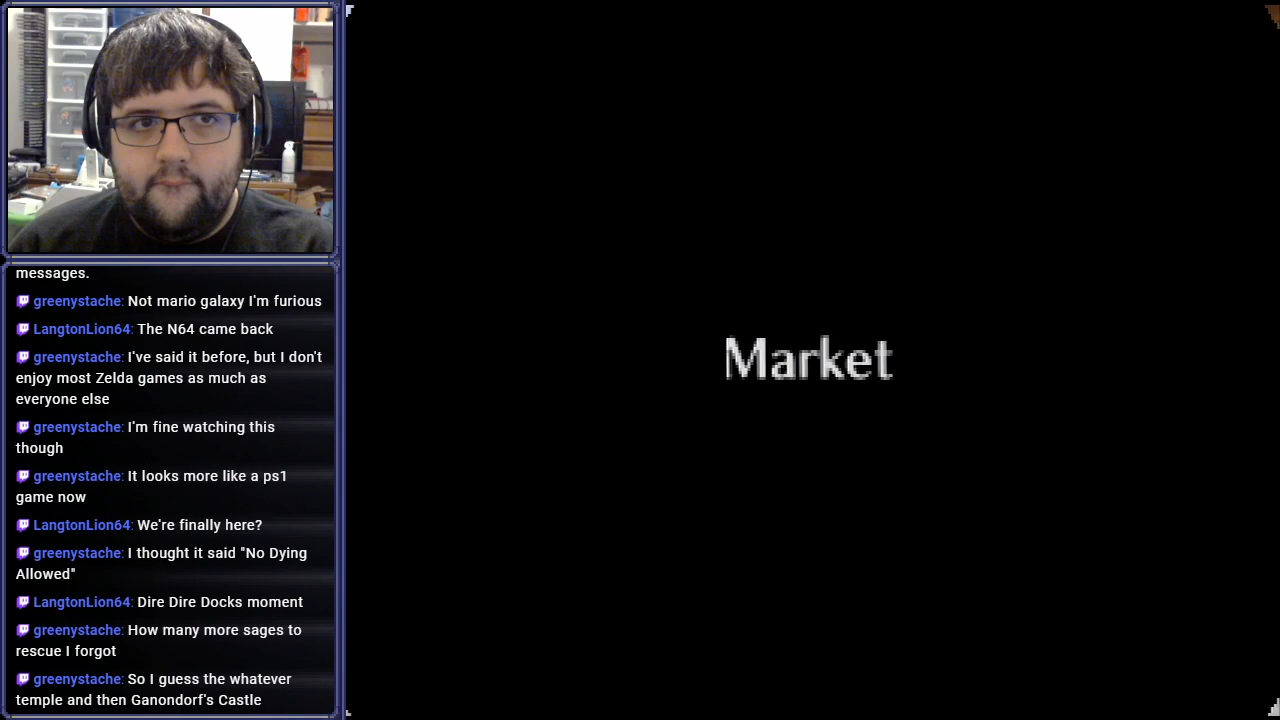 messages.
greenystache: Not mario galaxy I'm furious
LangtonLion64: The N64 came back
greenystache: I've said it before, but I don't
enjoy most Zelda games as much as
everyone else
greenystache: I'm fine watching this
though
greenystache: It looks more like a ps1
game now
LangtonLion64: We're finally here?
greenystache: I thought it said "No Dying
Allowed"
LangtonLion64: Dire Dire Docks moment
greenystache: How many more sages to
rescue I forgot
greenystache: So I guess the whatever
temple and then Ganondorf's Castle
Market